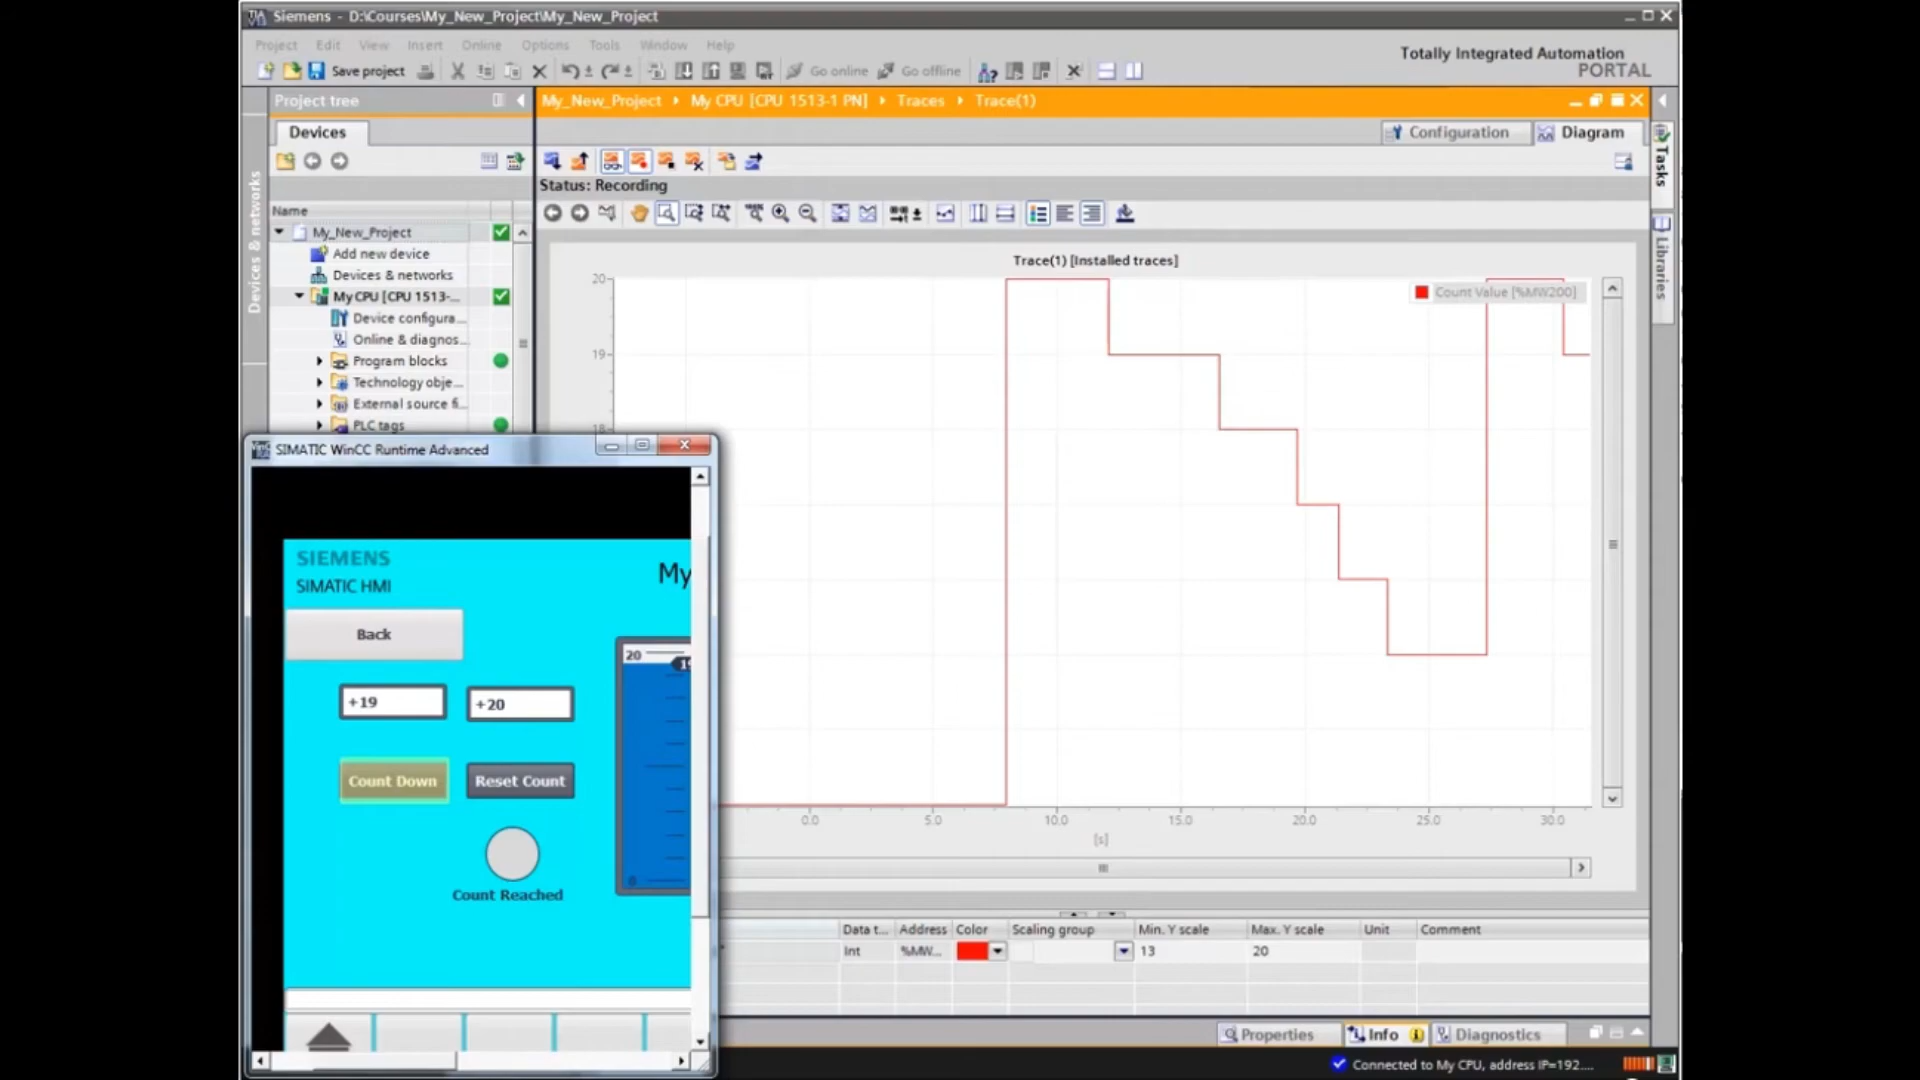 Siemens - D:\Courses\My_New_Project\My_New_Project
Project Edit View Insert Online Options Tools Window Help
Totally Integrated Automation
PORTAL
Save project Go online Go offline
Project tree
My_New_Project My CPU [CPU 1513-1 PN] Traces Trace(1)
Devices
Configuration Diagram
Status: Recording
Name
My_New_Project
Add new device
Devices & networks
My CPU [CPU 1513-...
Device configura...
Online & diagnos...
Program blocks
Technology obje...
External source fi...
PLC tags
Devices & networks
Tasks
Libraries
Trace(1) [Installed traces]
Count Value [%MW200]
20
19
18
0.0 5.0 10.0 15.0 20.0 25.0 30.0
[s]
SIMATIC WinCC Runtime Advanced
SIEMENS
SIMATIC HMI
My
Back
+19 +20
20
19
0
Count Down Reset Count
Count Reached
Data t... Address Color Scaling group Min. Y scale Max. Y scale Unit Comment
Int %MW... 13 20
Properties Info Diagnostics
Connected to My CPU, address IP=192....